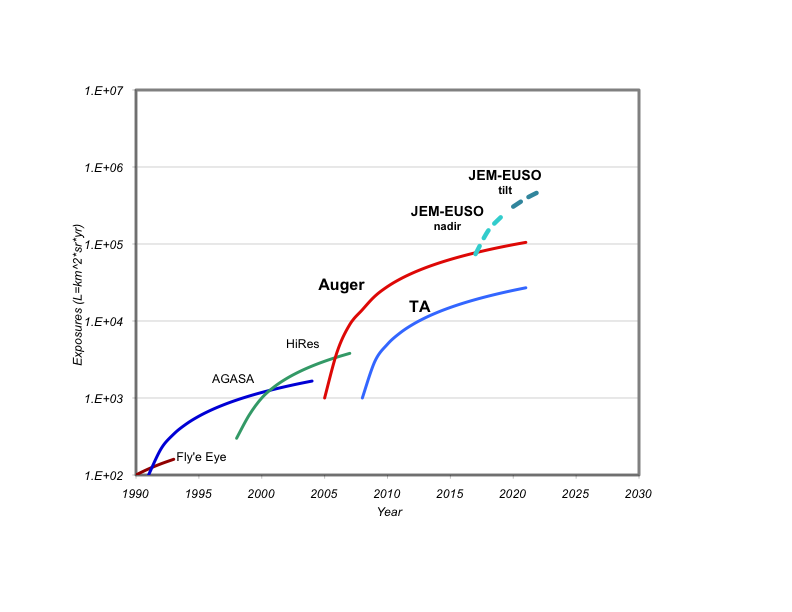 1.E+07
1.E+06
1.E+05
1.E+04
1.E+03
1.E+02
Exposures (L=km^2*sr*yr)
JEM-EUSO
tilt
JEM-EUSO
nadir
Auger
TA
HiRes
AGASA
Fly'e Eye
1990 1995 2000 2005 2010 2015 2020 2025 2030
Year